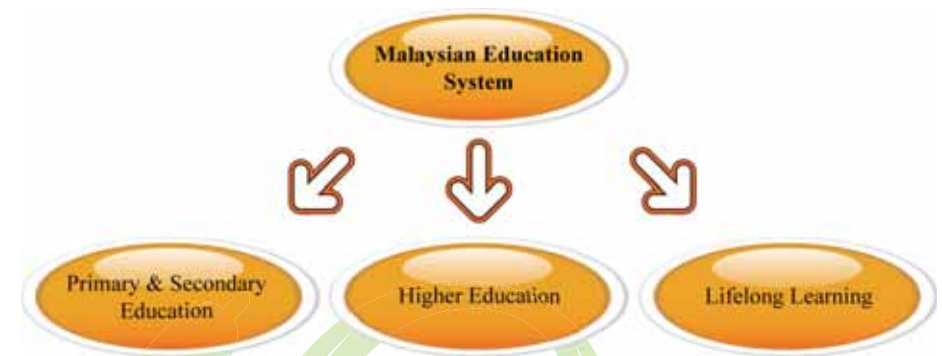 Malaysian Education
System
Primary & Secondary
Education
Higher Education
Lifelong Learning